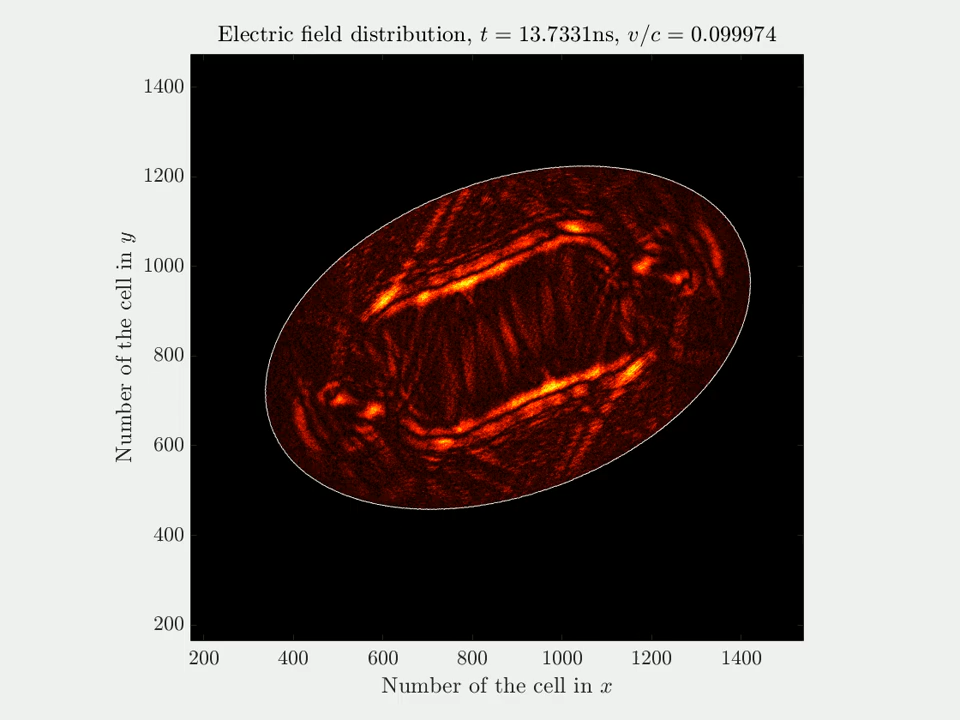 Electric field distribution, t = 13.7331ns, v/c = 0.099974
1400
1200
1000
800
600
400
200
Number of the cell in y
200 400 600 800 1000 1200 1400
Number of the cell in x